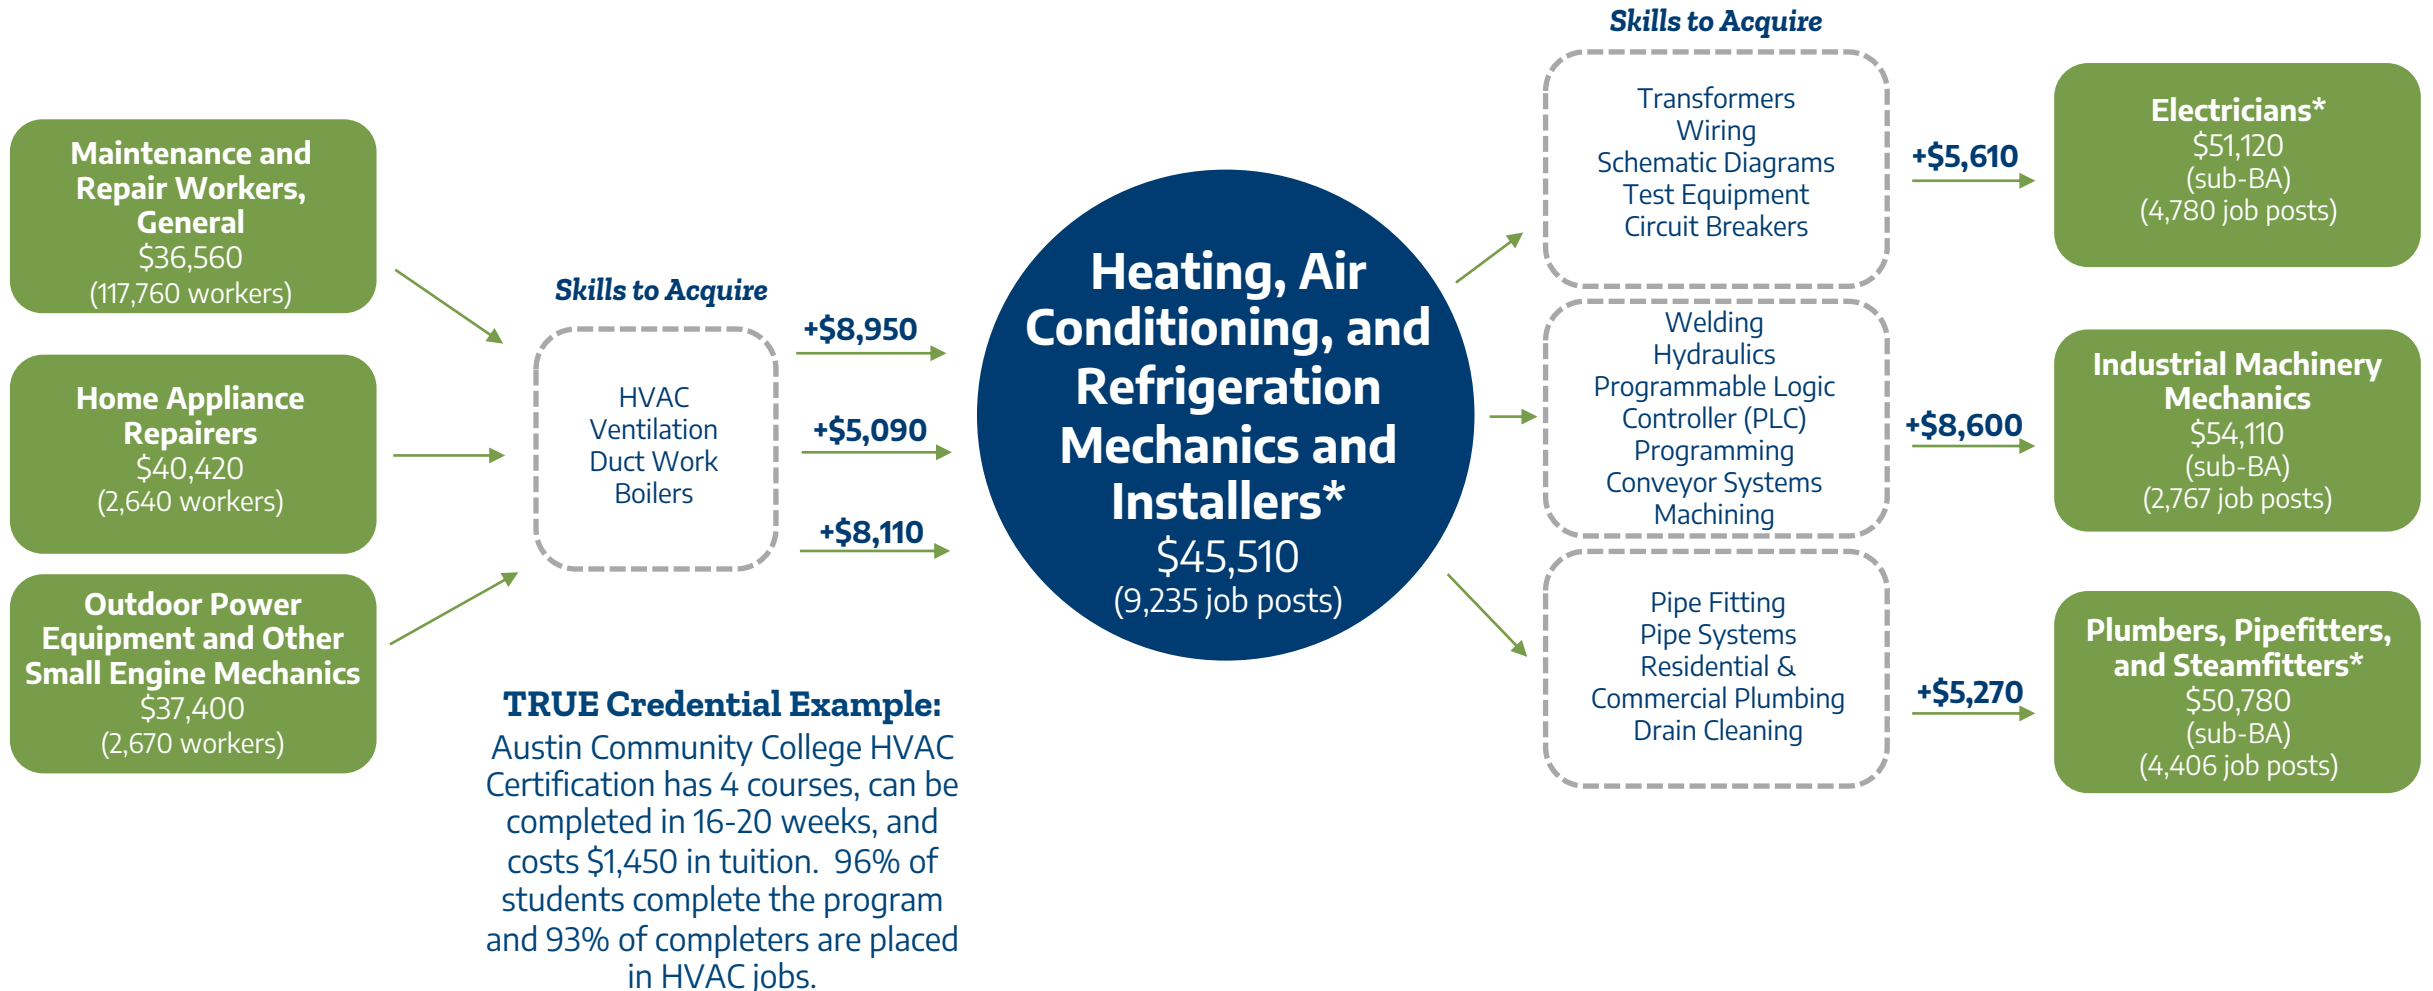 Maintenance and
Repair Workers,
General
$36,560
(117,760 workers)
Home Appliance
Repairers
$40,420
(2,640 workers)
Outdoor Power
Equipment and Other
Small Engine Mechanics
$37,400
(2,670 workers)
Skills to Acquire
HVAC
Ventilation
Duct Work
Boilers
+$8,950
+$5,090
+$8,110
TRUE Credential Example:
Austin Community College HVAC
Certification has 4 courses, can be
completed in 16-20 weeks, and
costs $1,450 in tuition.  96% of
students complete the program
and 93% of completers are placed
in HVAC jobs.
Heating, Air
Conditioning, and
Refrigeration
Mechanics and
Installers*
$45,510
(9,235 job posts)
Skills to Acquire
Transformers
Wiring
Schematic Diagrams
Test Equipment
Circuit Breakers
Welding
Hydraulics
Programmable Logic
Controller (PLC)
Programming
Conveyor Systems
Machining
Pipe Fitting
Pipe Systems
Residential &
Commercial Plumbing
Drain Cleaning
+$5,610
+$8,600
+$5,270
Electricians*
$51,120
(sub-BA)
(4,780 job posts)
Industrial Machinery
Mechanics
$54,110
(sub-BA)
(2,767 job posts)
Plumbers, Pipefitters,
and Steamfitters*
$50,780
(sub-BA)
(4,406 job posts)